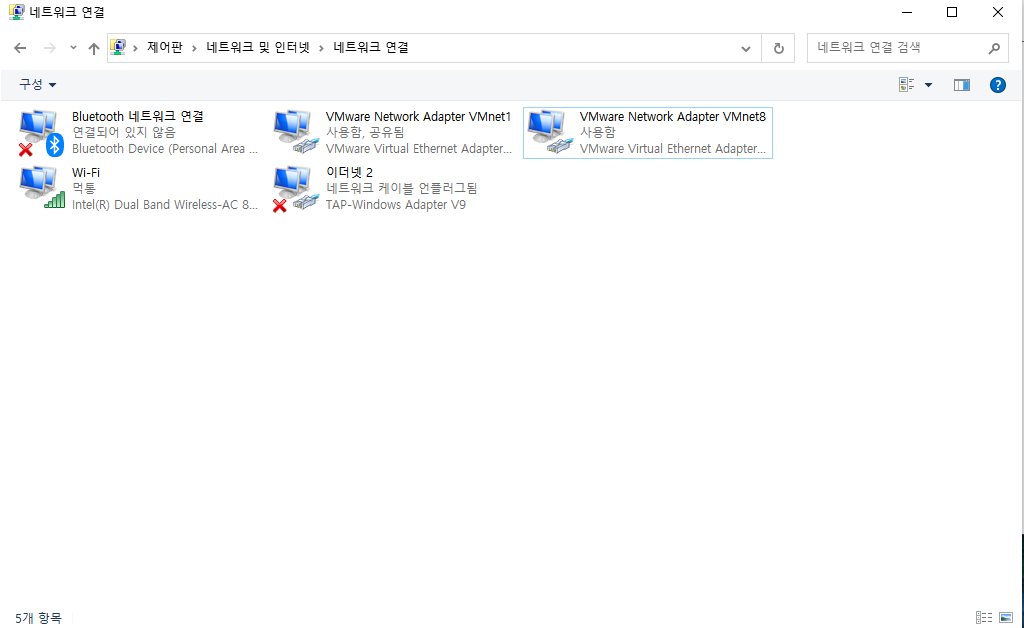 네트워크 연결
제어판 › 네트워크 및 인터넷 › 네트워크 연결
네트워크 연결 검색
구성
Bluetooth 네트워크 연결
연결되어 있지 않음
Bluetooth Device (Personal Area ...
VMware Network Adapter VMnet1
사용함, 공유됨
VMware Virtual Ethernet Adapter...
VMware Network Adapter VMnet8
사용함
VMware Virtual Ethernet Adapter...
Wi-Fi
먹통
Intel(R) Dual Band Wireless-AC 8...
이더넷 2
네트워크 케이블 언플러그됨
TAP-Windows Adapter V9
5개 항목